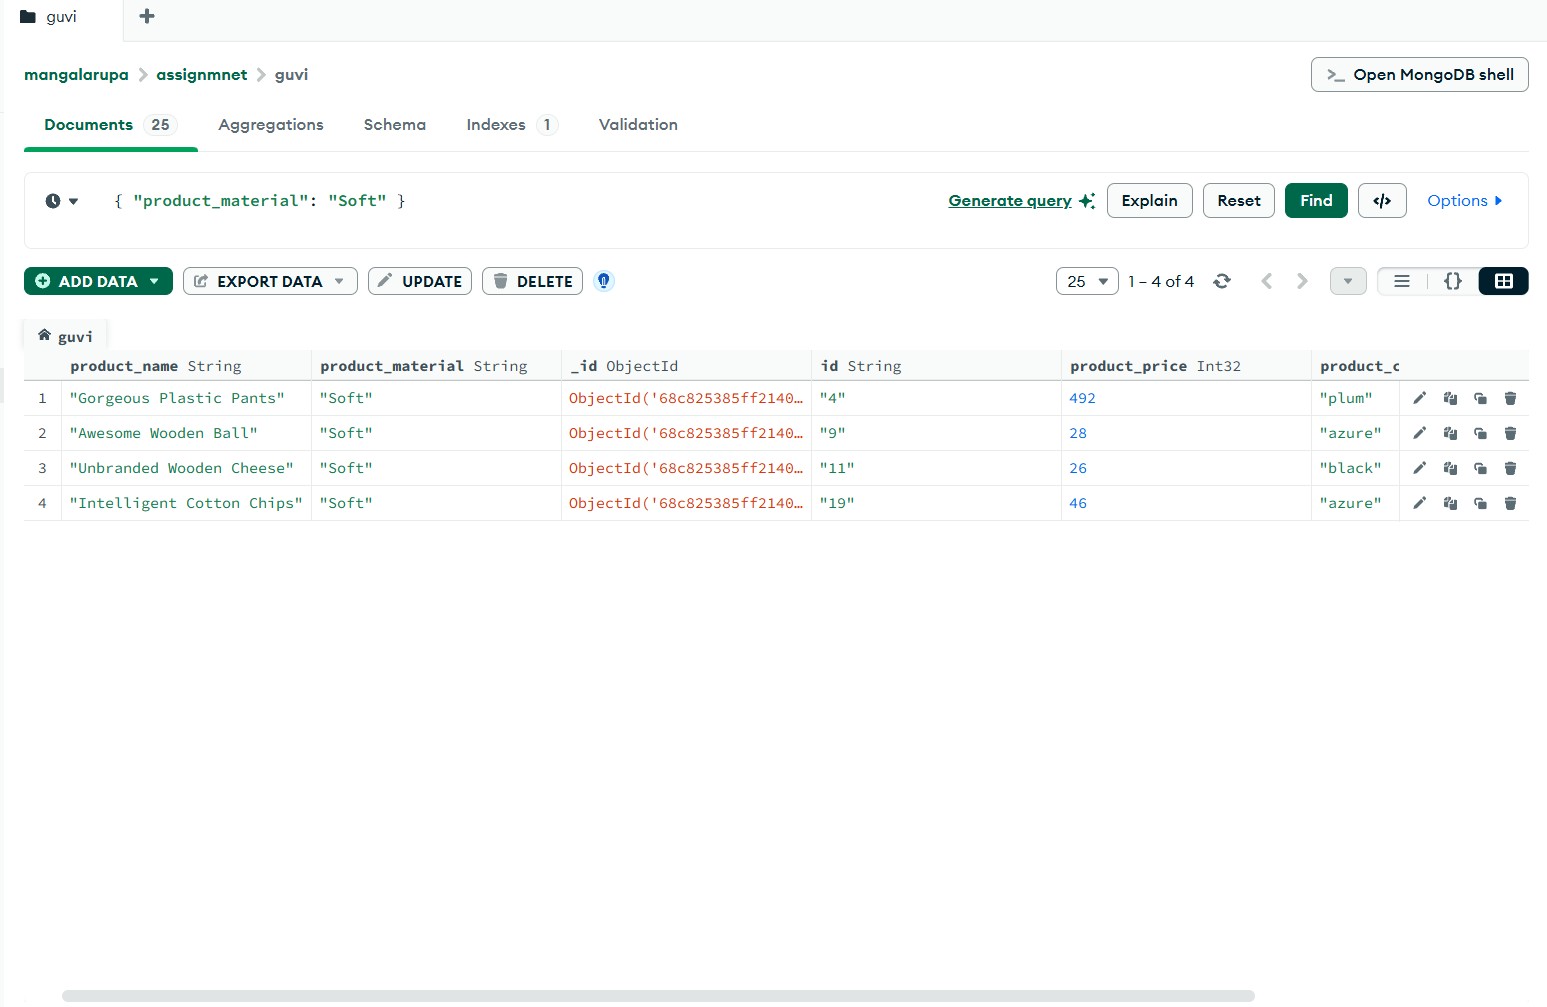 guvi
mangalarupa assignmnet guvi
>_ Open MongoDB shell
Documents 25 Aggregations Schema Indexes 1 Validation
{ "product_material": "Soft" } Generate query Explain Reset Find </> Options
ADD DATA EXPORT DATA UPDATE DELETE 25 1 – 4 of 4 {}
guvi
product_name String product_material String _id ObjectId id String product_price Int32 product_c
1 "Gorgeous Plastic Pants" "Soft" ObjectId('68c825385ff2140… "4" 492 "plum"
2 "Awesome Wooden Ball" "Soft" ObjectId('68c825385ff2140… "9" 28 "azure"
3 "Unbranded Wooden Cheese" "Soft" ObjectId('68c825385ff2140… "11" 26 "black"
4 "Intelligent Cotton Chips" "Soft" ObjectId('68c825385ff2140… "19" 46 "azure"